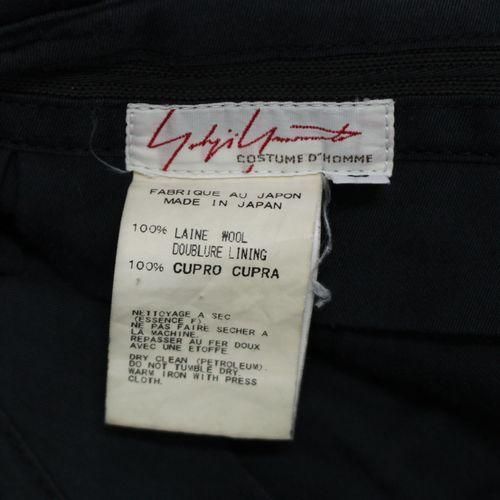 Yohji Yamamoto
COSTUME D'HOMME
FABRIQUE AU JAPON
MADE IN JAPAN
100% LAINE WOOL
DOUBLURE LINING
100% CUPRO CUPRA
NETTOYAGE A SEC
(ESSENCE F).
NE PAS FAIRE SECHER A
LA MACHINE.
REPASSER AU FER DOUX
AVEC UNE ETOFFE.
DRY CLEAN (PETROLEUM).
DO NOT TUMBLE DRY.
WARM IRON WITH PRESS
CLOTH.